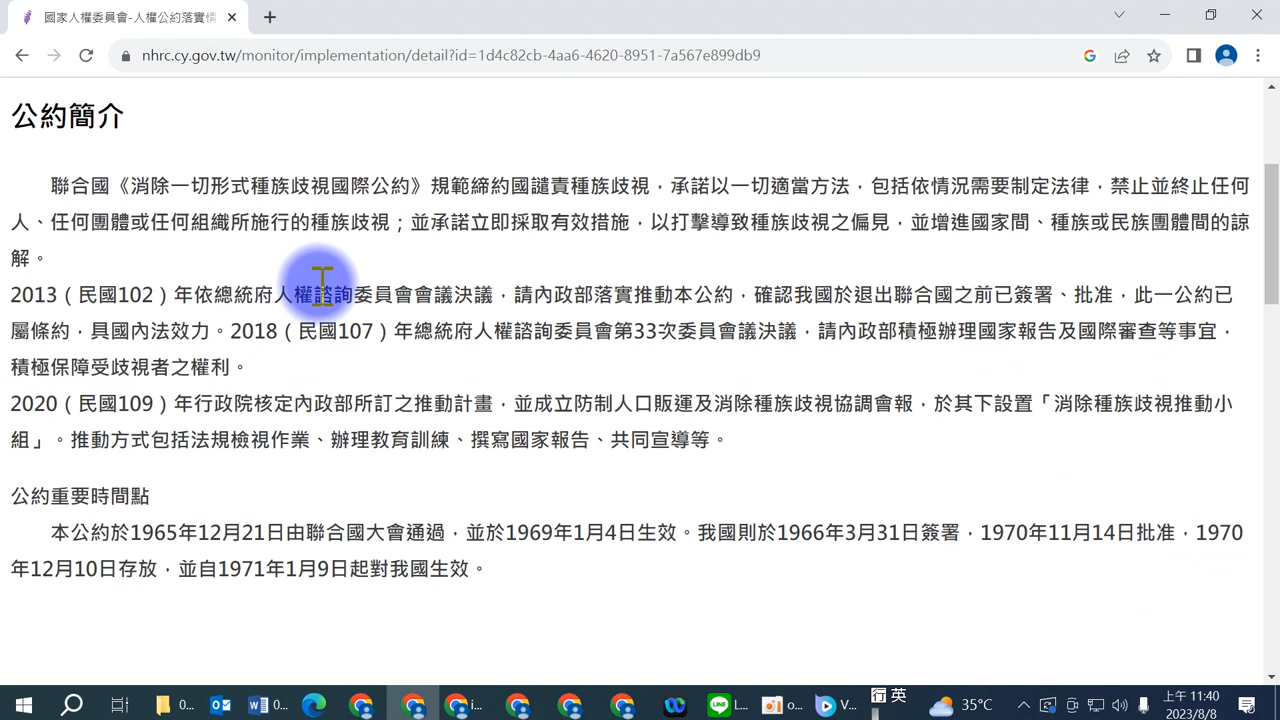 國家人權委員會-人權公約落實情
nhrc.cy.gov.tw/monitor/implementation/detail?id=1d4c82cb-4aa6-4620-8951-7a567e899db9
公約簡介
聯合國《消除一切形式種族歧視國際公約》規範締約國譴責種族歧視，承諾以一切適當方法，包括依情況需要制定法律，禁止並終止任何
人、任何團體或任何組織所施行的種族歧視；並承諾立即採取有效措施，以打擊導致種族歧視之偏見，並增進國家間、種族或民族團體間的諒
解。
2013（民國102）年依總統府人權諮詢委員會會議決議，請內政部落實推動本公約，確認我國於退出聯合國之前已簽署、批准，此一公約已
屬條約，具國內法效力。2018（民國107）年總統府人權諮詢委員會第33次委員會議決議，請內政部積極辦理國家報告及國際審查等事宜，
積極保障受歧視者之權利。
2020（民國109）年行政院核定內政部所訂之推動計畫，並成立防制人口販運及消除種族歧視協調會報，於其下設置「消除種族歧視推動小
組」。推動方式包括法規檢視作業、辦理教育訓練、撰寫國家報告、共同宣導等。
公約重要時間點
本公約於1965年12月21日由聯合國大會通過，並於1969年1月4日生效。我國則於1966年3月31日簽署，1970年11月14日批准，1970
年12月10日存放，並自1971年1月9日起對我國生效。
0...
0...
i...
L...
o...
V...
行 英
35°C
上午 11:40
2023/8/8